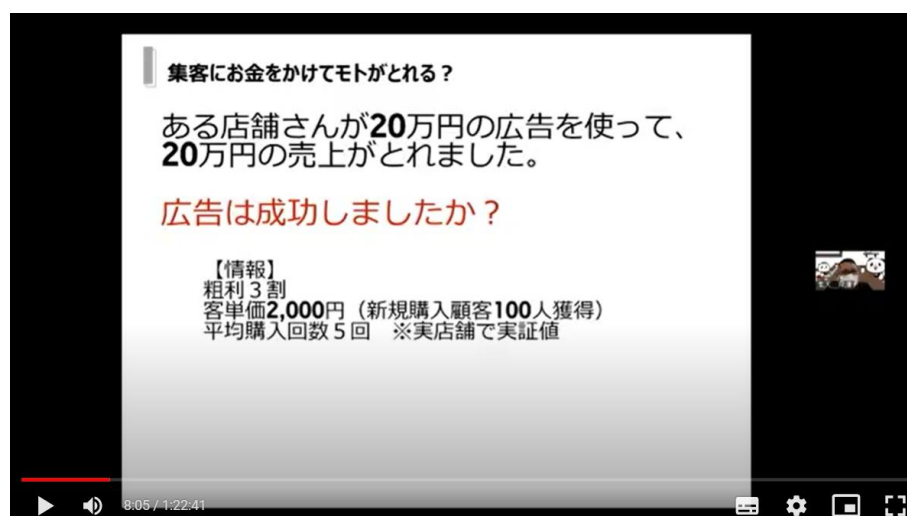 集客にお金をかけてモトがとれる？
ある店舗さんが20万円の広告を使って、
20万円の売上がとれました。
広告は成功しましたか？
【情報】
粗利３割
客単価2,000円（新規購入顧客100人獲得）
平均購入回数５回　※実店舗で実証値
8:05 / 1:22:41